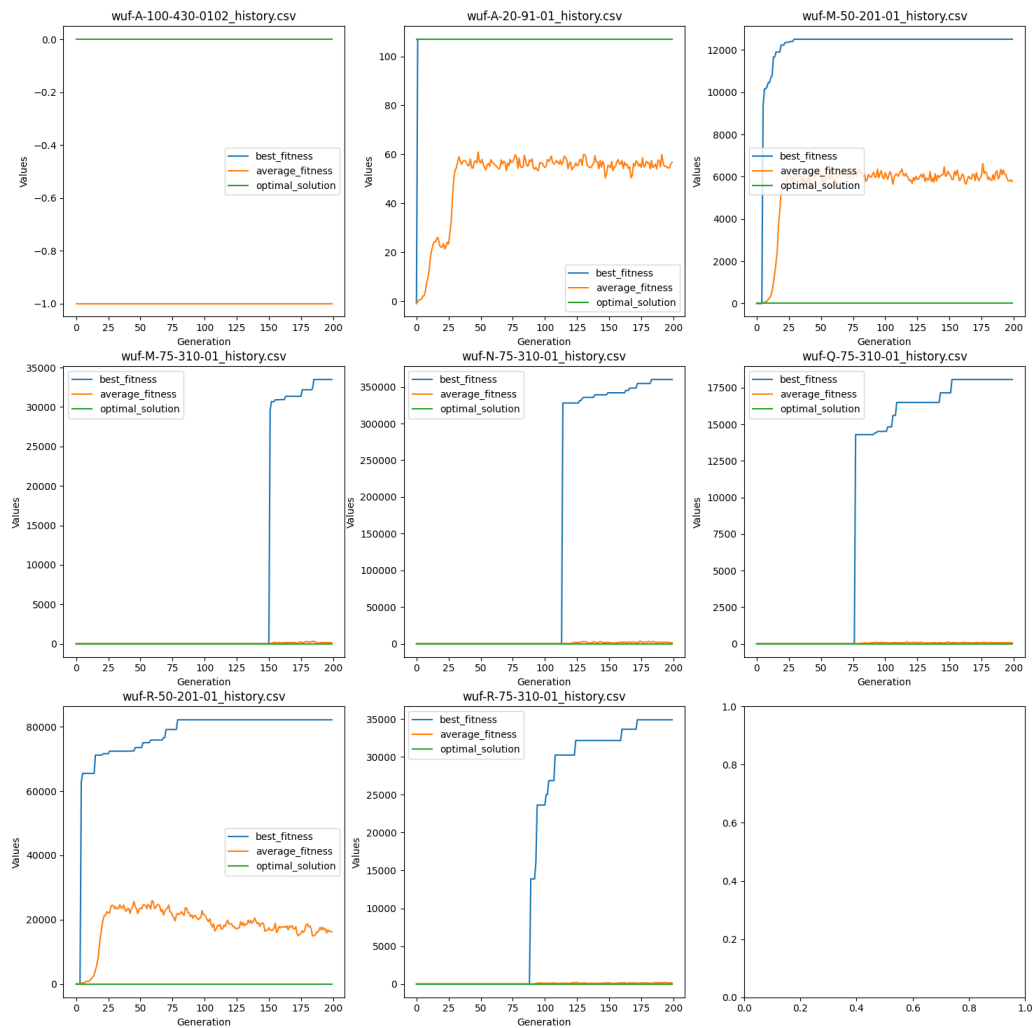 wuf-A-100-430-0102_history.csv
0.0
−0.2
−0.4
−0.6
−0.8
−1.0
Values
best_fitness
average_fitness
optimal_solution
0 25 50 75 100 125 150 175 200
Generation
wuf-A-20-91-01_history.csv
100
80
60
40
20
0
Values
best_fitness
average_fitness
optimal_solution
0 25 50 75 100 125 150 175 200
Generation
wuf-M-50-201-01_history.csv
12000
10000
8000
6000
4000
2000
0
Values
best_fitness
average_fitness
optimal_solution
0 25 50 75 100 125 150 175 200
Generation
wuf-M-75-310-01_history.csv
35000
30000
25000
20000
15000
10000
5000
0
Values
best_fitness
average_fitness
optimal_solution
0 25 50 75 100 125 150 175 200
Generation
wuf-N-75-310-01_history.csv
350000
300000
250000
200000
150000
100000
50000
0
Values
best_fitness
average_fitness
optimal_solution
0 25 50 75 100 125 150 175 200
Generation
wuf-Q-75-310-01_history.csv
17500
15000
12500
10000
7500
5000
2500
0
Values
best_fitness
average_fitness
optimal_solution
0 25 50 75 100 125 150 175 200
Generation
wuf-R-50-201-01_history.csv
80000
60000
40000
20000
0
Values
best_fitness
average_fitness
optimal_solution
0 25 50 75 100 125 150 175 200
Generation
wuf-R-75-310-01_history.csv
35000
30000
25000
20000
15000
10000
5000
0
Values
best_fitness
average_fitness
optimal_solution
0 25 50 75 100 125 150 175 200
Generation
1.0
0.8
0.6
0.4
0.2
0.0
0.0 0.2 0.4 0.6 0.8 1.0